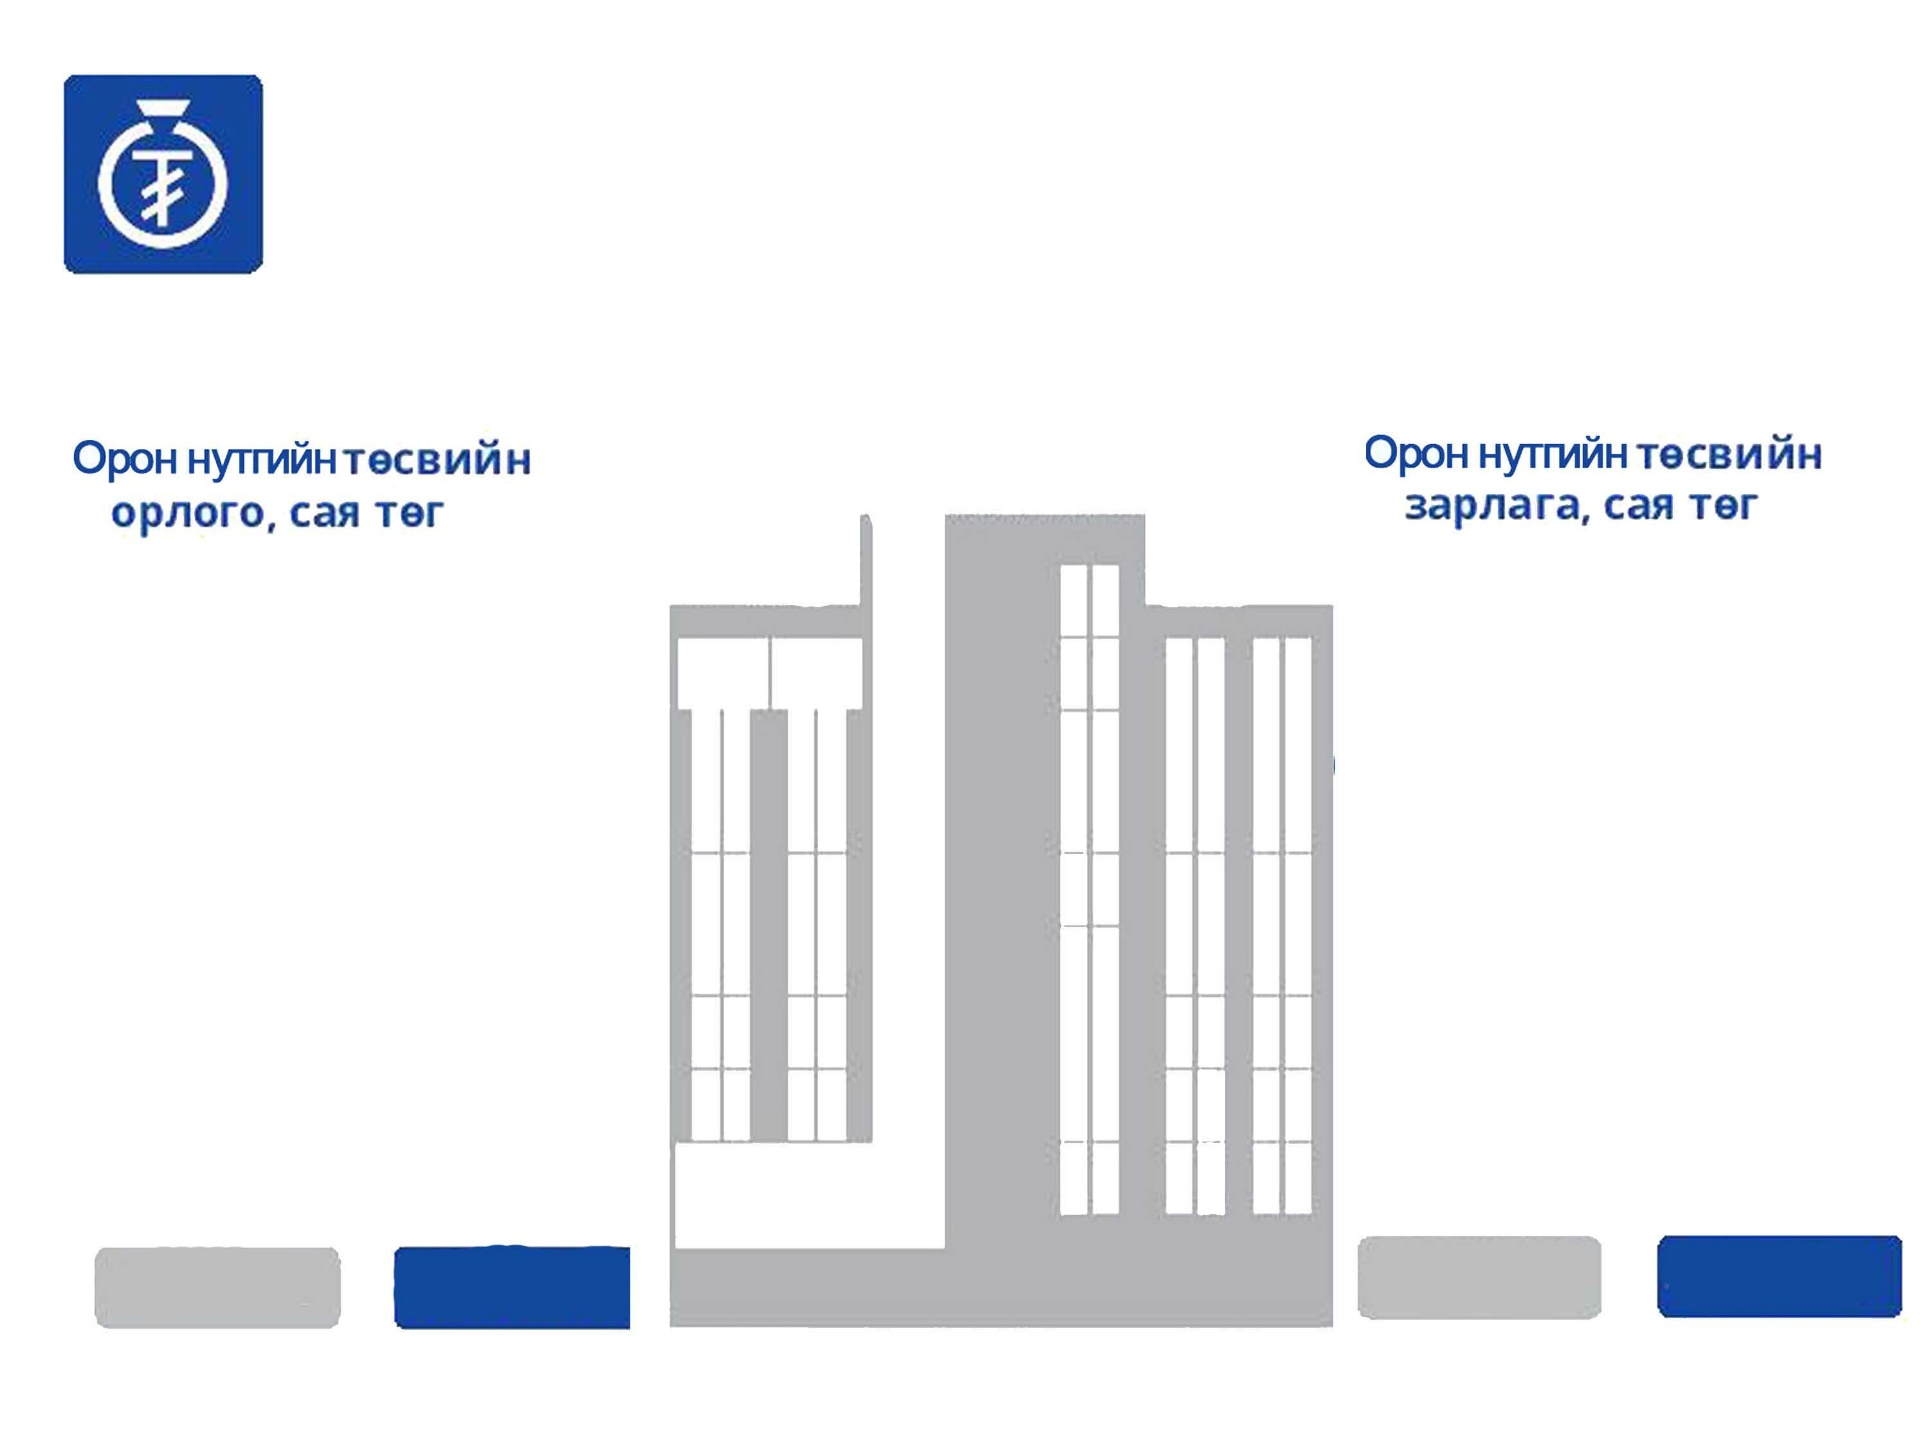 Орон нутгийн төсвийн
орлого, сая төг
Орон нутгийн төсвийн
зарлага, сая төг